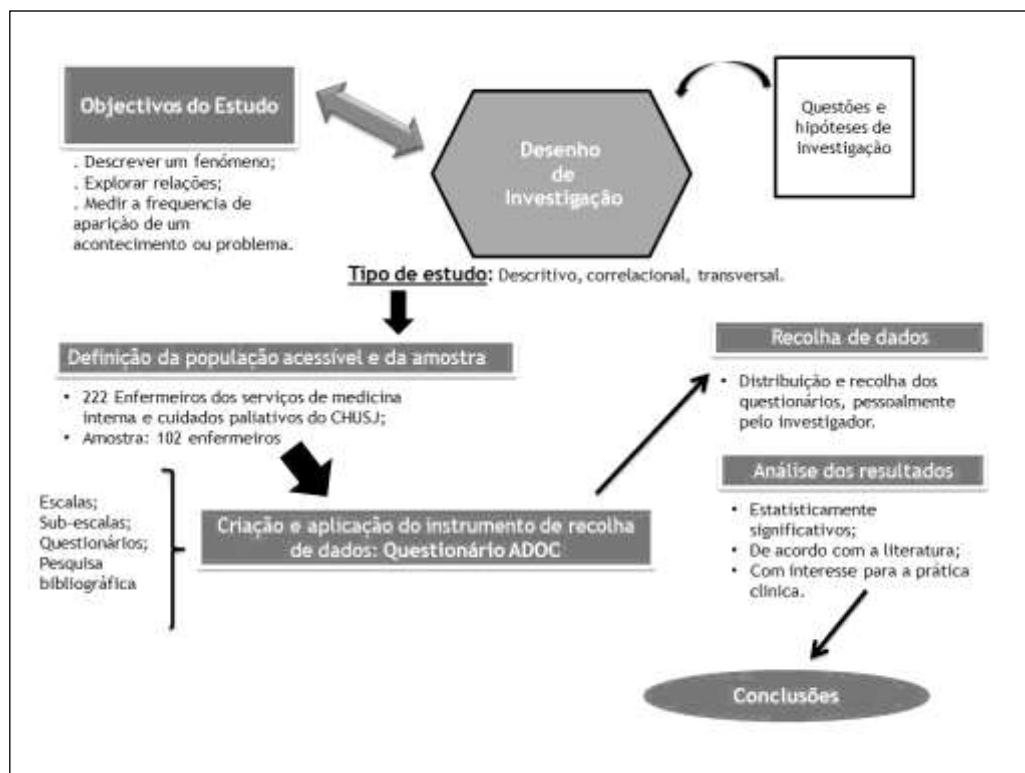 Objectivos do Estudo
. Descrever um fenómeno;
. Explorar relações;
. Medir a frequencia de
aparição de um
acontecimento ou problema.
Desenho
de
Investigação
Questões e
hipóteses de
investigação
Tipo de estudo: Descritivo, correlacional, transversal.
Definição da população acessível e da amostra
• 222 Enfermeiros dos serviços de medicina
interna e cuidados paliativos do CHUSJ;
• Amostra: 102 enfermeiros
Escalas;
Sub-escalas;
Questionários;
Pesquisa
bibliográfica
Criação e aplicação do instrumento de recolha
de dados: Questionário ADOC
Recolha de dados
• Distribuição e recolha dos
questionários, pessoalmente
pelo investigador.
Análise dos resultados
• Estatisticamente
significativos;
• De acordo com a literatura;
• Com interesse para a prática
clinica.
Conclusões